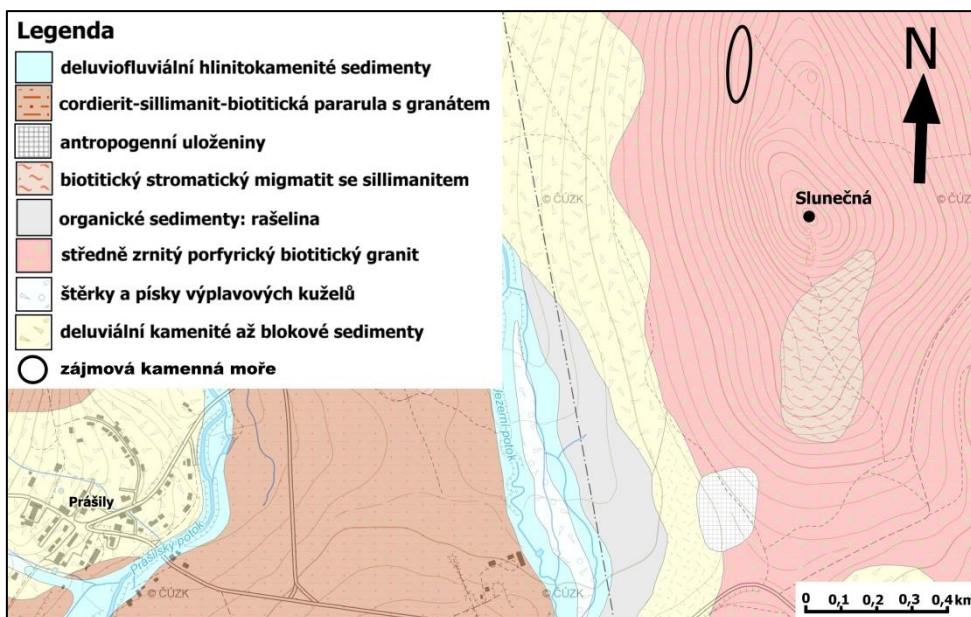 Legenda
deluviofluviální hlinitokamenité sedimenty
cordierit-sillimanit-biotitická pararula s granátem
antropogenní uloženiny
biotitický stromatický migmatit se sillimanitem
organické sedimenty: rašelina
středně zrnitý porfyrický biotitický granit
štěrky a písky výplavových kuželů
deluviální kamenité až blokové sedimenty
zájmová kamenná moře
N
© ČÚZK
Slunečná
© ČÚZK
Jezerní potok
Prášily
Prášilský potok
© ČÚZK
© ČÚZK
0 0,1 0,2 0,3 0,4 km